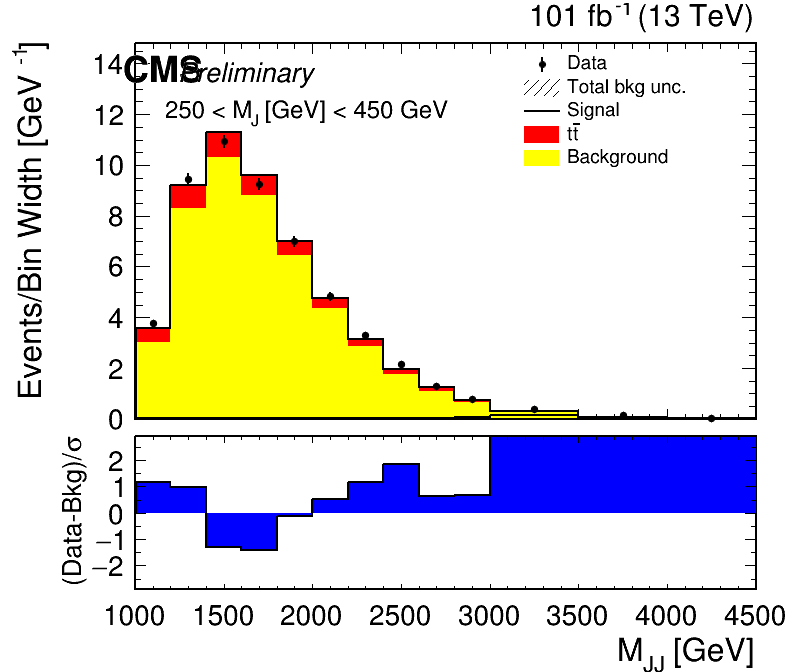 101 fb⁻¹ (13 TeV)
CMS Preliminary
250 < M_J [GeV] < 450 GeV
Data
Total bkg unc.
Signal
tt̄
Background
Events/Bin Width [GeV⁻¹]
14
12
10
8
6
4
2
0
(Data-Bkg)/σ
2
1
0
−1
−2
1000 1500 2000 2500 3000 3500 4000 4500
M_JJ [GeV]